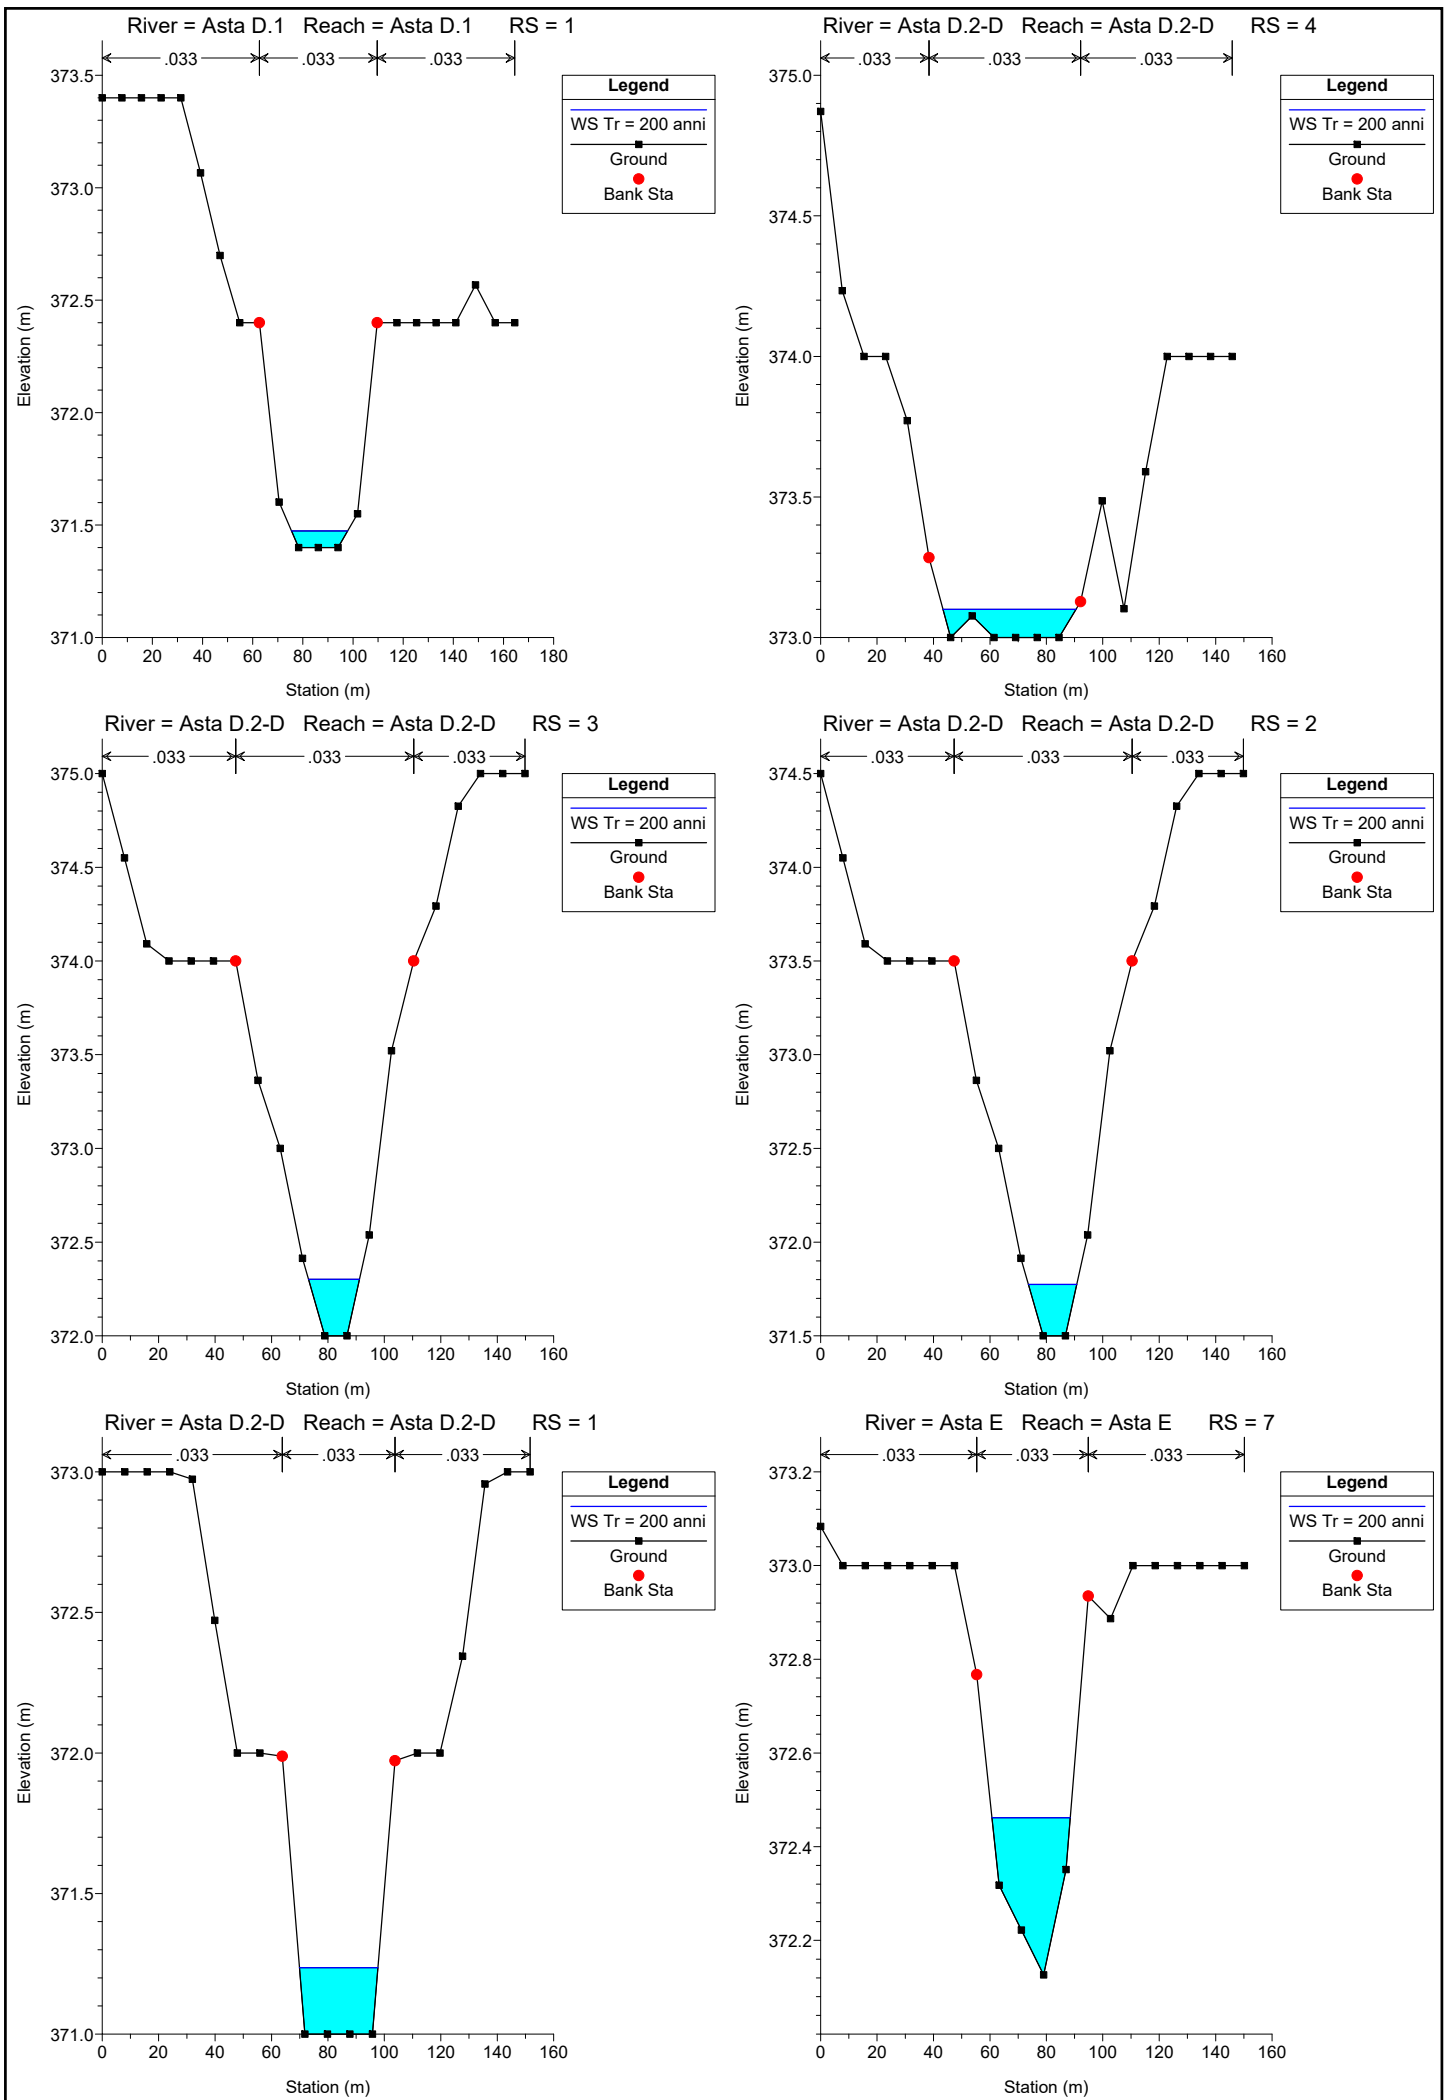 River = Asta D.1 Reach = Asta D.1 RS = 1
.033 .033 .033
373.5
373.0
372.5
372.0
371.5
371.0
Elevation (m)
0 20 40 60 80 100 120 140 160 180
Station (m)
Legend
WS Tr = 200 anni
Ground
Bank Sta
River = Asta D.2-D Reach = Asta D.2-D RS = 4
.033 .033 .033
375.0
374.5
374.0
373.5
373.0
Elevation (m)
0 20 40 60 80 100 120 140 160
Station (m)
Legend
WS Tr = 200 anni
Ground
Bank Sta
River = Asta D.2-D Reach = Asta D.2-D RS = 3
.033 .033 .033
375.0
374.5
374.0
373.5
373.0
372.5
372.0
Elevation (m)
0 20 40 60 80 100 120 140 160
Station (m)
Legend
WS Tr = 200 anni
Ground
Bank Sta
River = Asta D.2-D Reach = Asta D.2-D RS = 2
.033 .033 .033
374.5
374.0
373.5
373.0
372.5
372.0
371.5
Elevation (m)
0 20 40 60 80 100 120 140 160
Station (m)
Legend
WS Tr = 200 anni
Ground
Bank Sta
River = Asta D.2-D Reach = Asta D.2-D RS = 1
.033 .033 .033
373.0
372.5
372.0
371.5
371.0
Elevation (m)
0 20 40 60 80 100 120 140 160
Station (m)
Legend
WS Tr = 200 anni
Ground
Bank Sta
River = Asta E Reach = Asta E RS = 7
.033 .033 .033
373.2
373.0
372.8
372.6
372.4
372.2
Elevation (m)
0 20 40 60 80 100 120 140 160
Station (m)
Legend
WS Tr = 200 anni
Ground
Bank Sta